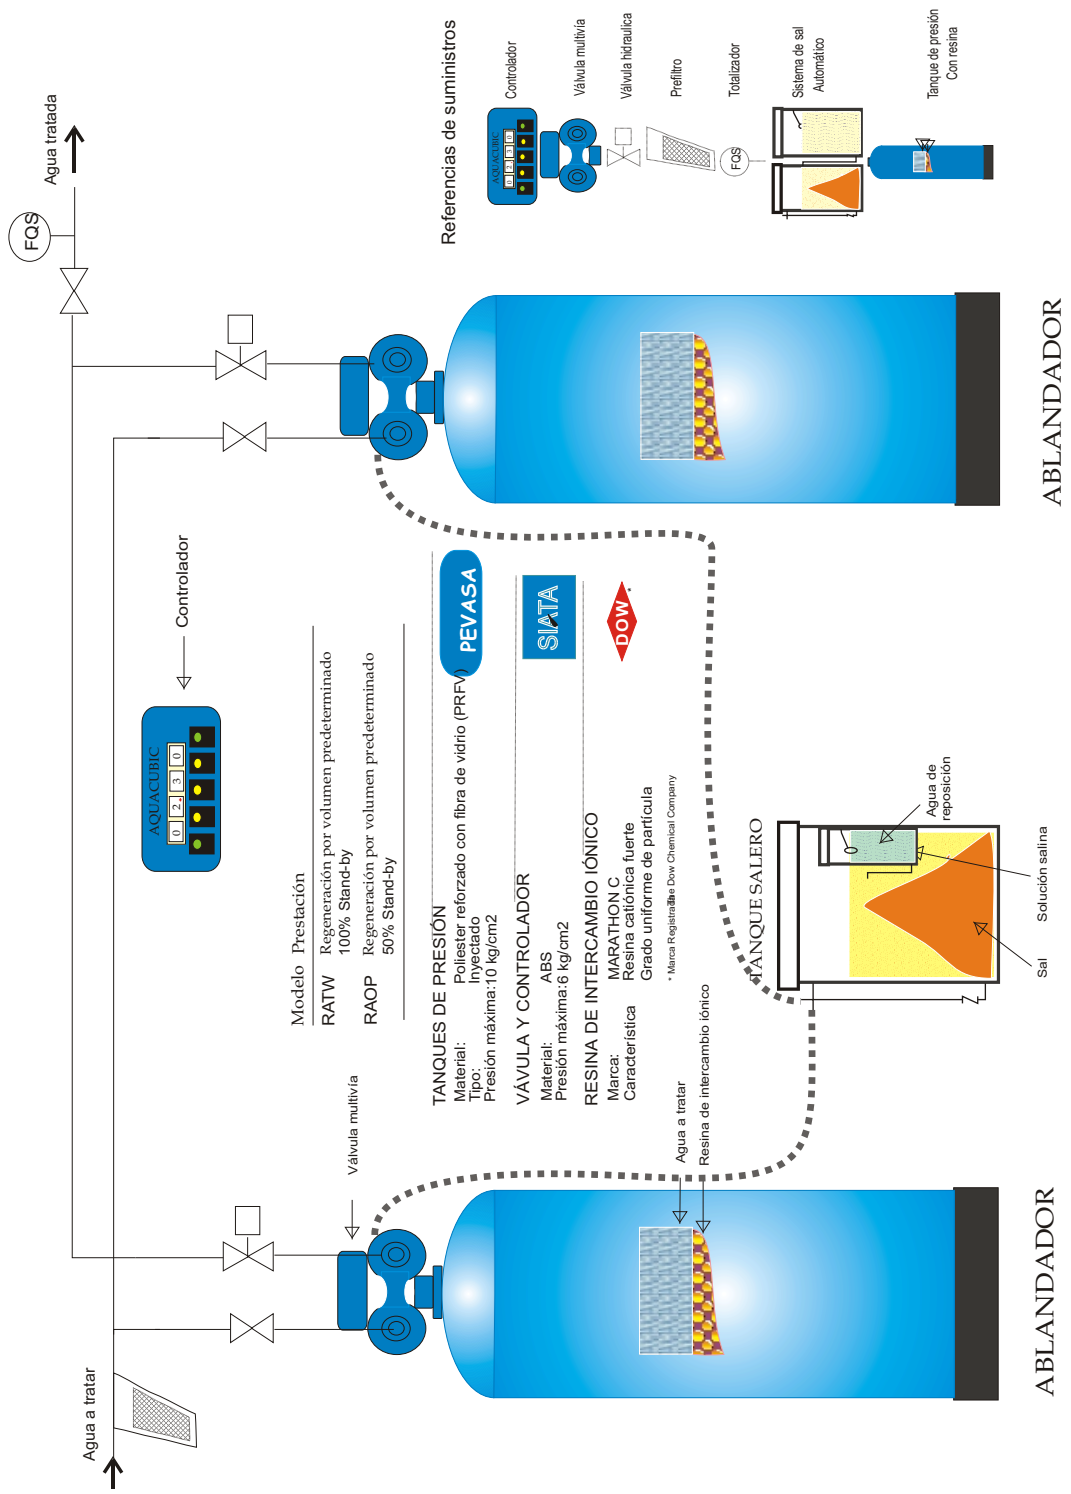 Agua a tratar
Agua tratada
FQS
Controlador
AQUACUBIC
0 2. 3 0
Modelo Prestación
RATW Regeneración por volumen predeterminado
100% Stand-by
RAOP Regeneración por volumen predeterminado
50% Stand-by
Válvula multivía
TANQUES DE PRESIÓN
Material: Poliester reforzado con fibra de vidrio (PRFV)
Tipo: Inyectado
Presión máxima:10 kg/cm2
PEVASA
VÁVULA Y CONTROLADOR
Material: ABS
Presión máxima:6 kg/cm2
SIATA
RESINA DE INTERCAMBIO IÓNICO
Marca: MARATHON C
Característica Resina catiónica fuerte
Grado uniforme de partícula
DOW
* Marca Registrada The Dow Chemical Company
Agua a tratar
Resina de intercambio iónico
TANQUE SALERO
Agua de
reposición
Solución salina
Sal
ABLANDADOR
ABLANDADOR
Referencias de suministros
AQUACUBIC
0 2 3 0
Controlador
Válvula multivía
Válvula hidraulica
Prefiltro
FQS
Totalizador
Sistema de sal
Automático
Tanque de presión
Con resina